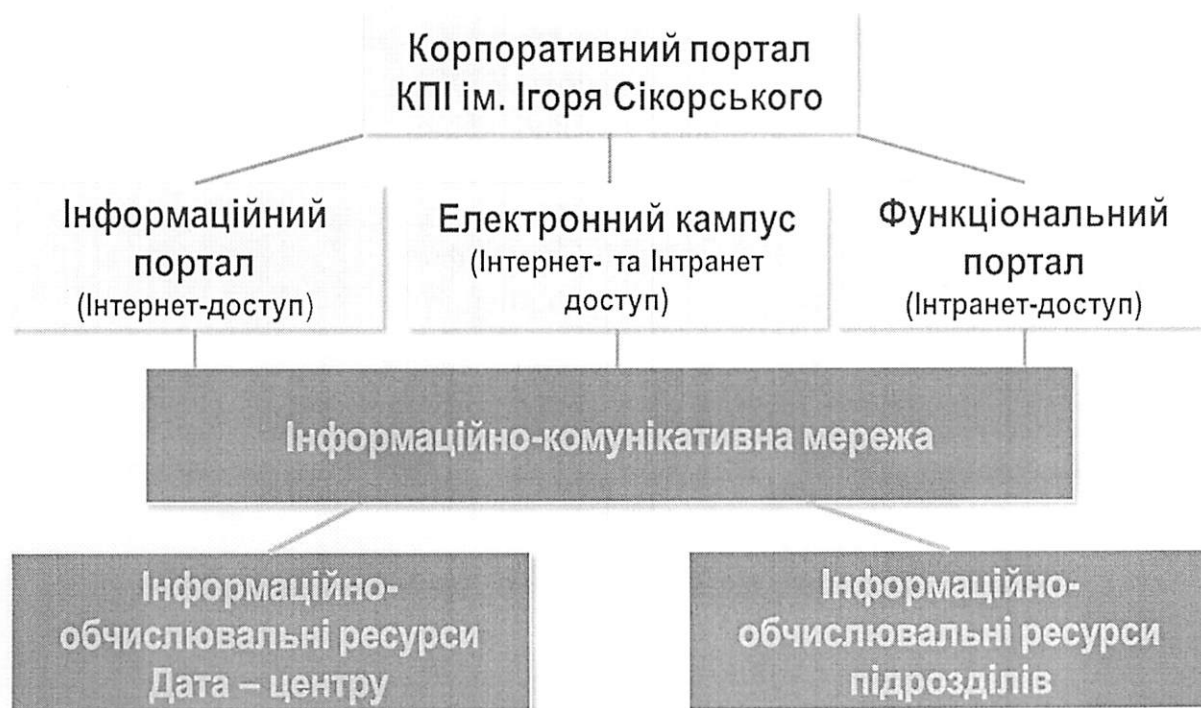 Корпоративний портал
КПІ ім. Ігоря Сікорського
Інформаційний
портал
(Інтернет-доступ)
Електронний кампус
(Інтернет- та Інтранет
доступ)
Функціональний
портал
(Інтранет-доступ)
Інформаційно-комунікативна мережа
Інформаційно-
обчислювальні ресурси
Дата – центру
Інформаційно-
обчислювальні ресурси
підрозділів